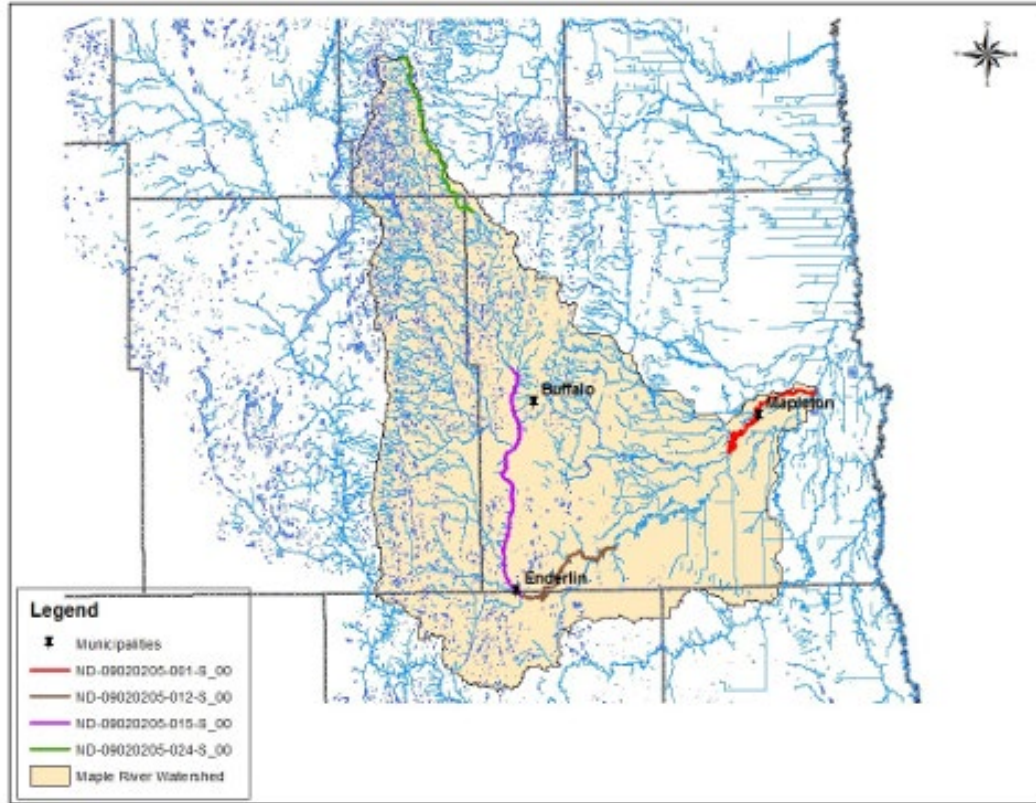 Buffalo
Mapleton
Enderlin
Legend
Municipalities
ND-09020205-001-S_00
ND-09020205-012-S_00
ND-09020205-015-S_00
ND-09020205-024-S_00
Maple River Watershed